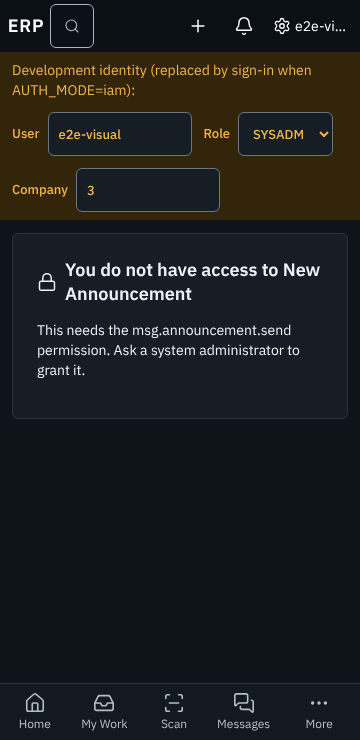 ERP
e2e-vi...
Development identity (replaced by sign-in when
AUTH_MODE=iam):
User e2e-visual Role SYSADM
Company 3
You do not have access to New
Announcement
This needs the msg.announcement.send
permission. Ask a system administrator to
grant it.
Home My Work Scan Messages More